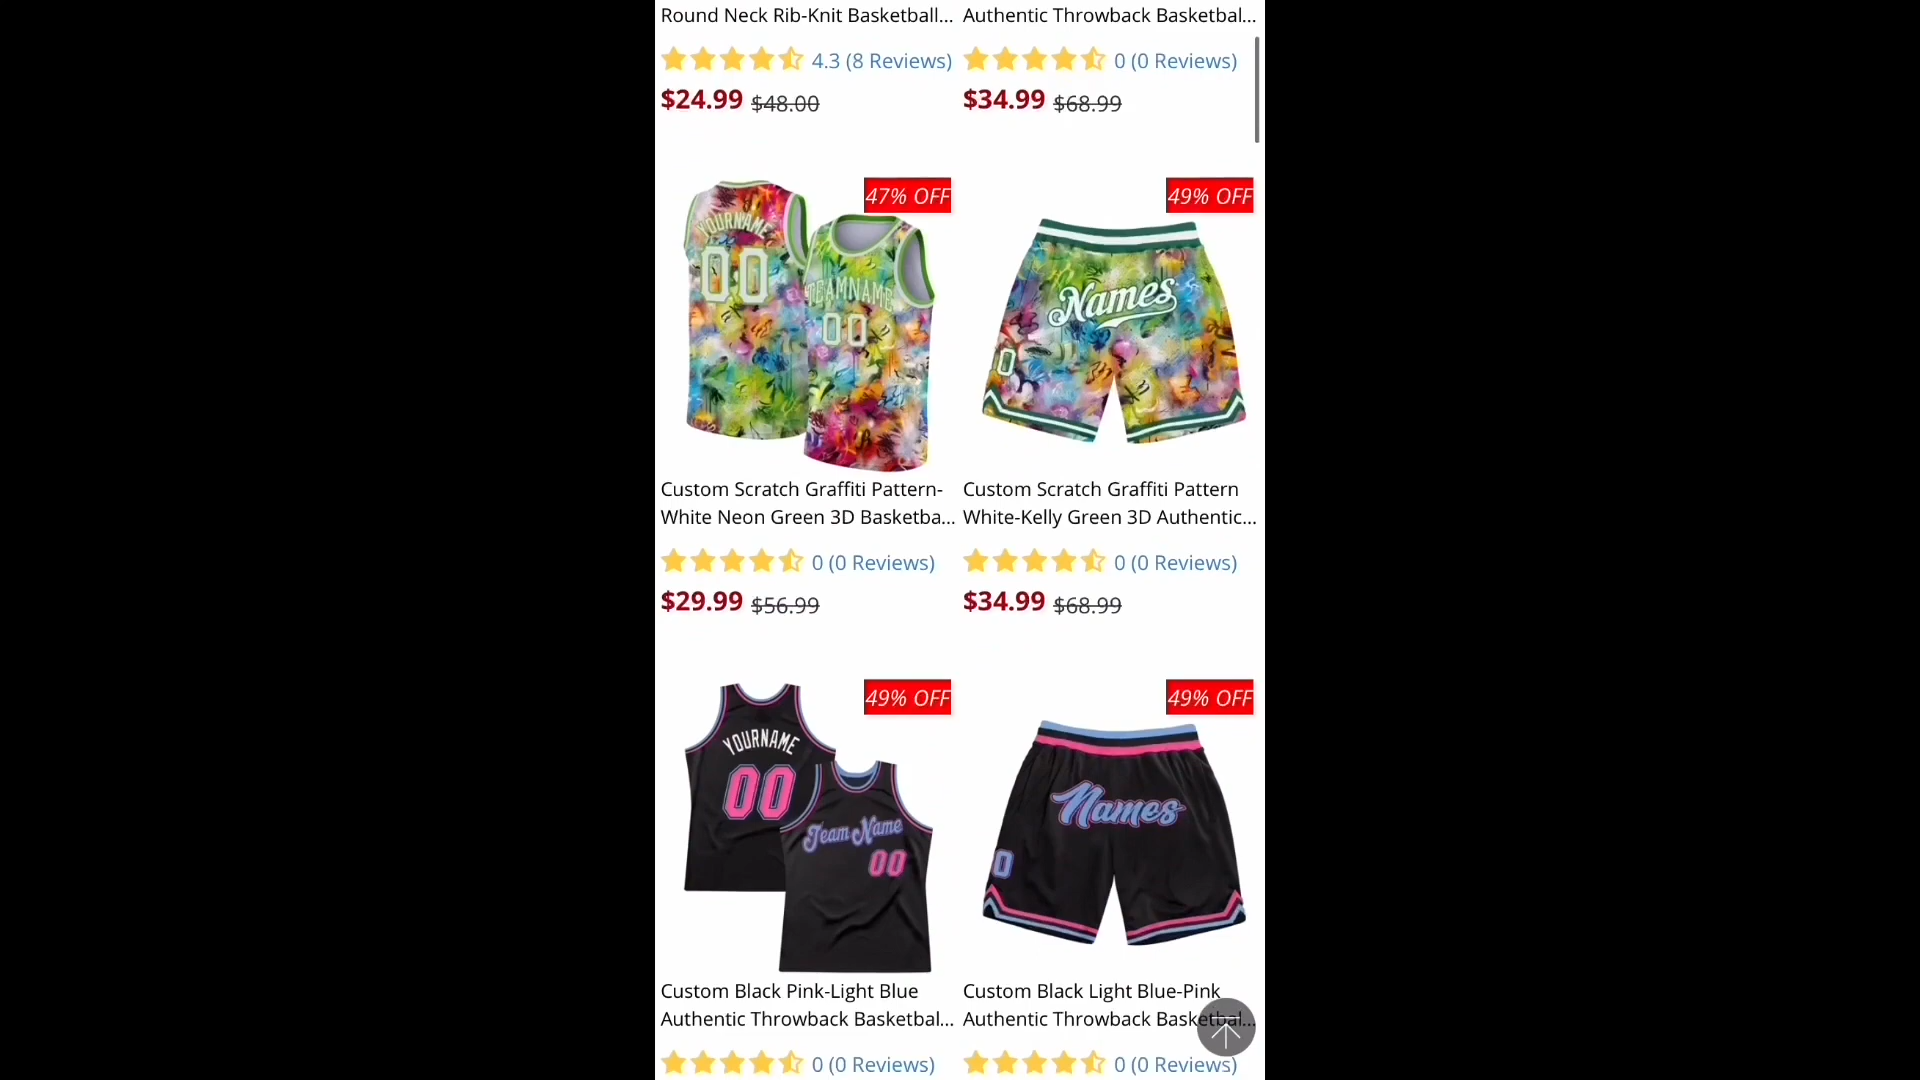 Round Neck Rib-Knit Basketball...
Authentic Throwback Basketbal...
4.3 (8 Reviews)
0 (0 Reviews)
$24.99 $48.00
$34.99 $68.99
47% OFF
49% OFF
YOURNAME
00
TEAMNAME
00
Names
0
Custom Scratch Graffiti Pattern-
White Neon Green 3D Basketba...
Custom Scratch Graffiti Pattern
White-Kelly Green 3D Authentic...
0 (0 Reviews)
0 (0 Reviews)
$29.99 $56.99
$34.99 $68.99
49% OFF
49% OFF
YOURNAME
00
Team Name
00
Names
0
Custom Black Pink-Light Blue
Authentic Throwback Basketbal...
Custom Black Light Blue-Pink
Authentic Throwback Basketbal...
0 (0 Reviews)
0 (0 Reviews)